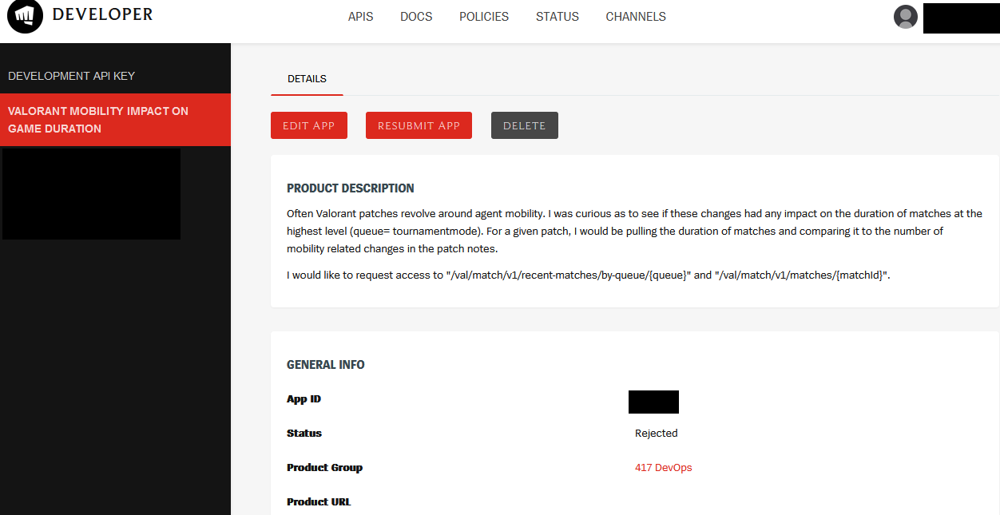 DEVELOPER
APIS DOCS POLICIES STATUS CHANNELS
DEVELOPMENT API KEY
VALORANT MOBILITY IMPACT ON
GAME DURATION
DETAILS
EDIT APP RESUBMIT APP DELETE
PRODUCT DESCRIPTION
Often Valorant patches revolve around agent mobility. I was curious as to see if these changes had any impact on the duration of matches at the
highest level (queue= tournamentmode). For a given patch, I would be pulling the duration of matches and comparing it to the number of
mobility related changes in the patch notes.
I would like to request access to "/val/match/v1/recent-matches/by-queue/{queue}" and "/val/match/v1/matches/{matchId}".
GENERAL INFO
App ID
Status Rejected
Product Group 417 DevOps
Product URL